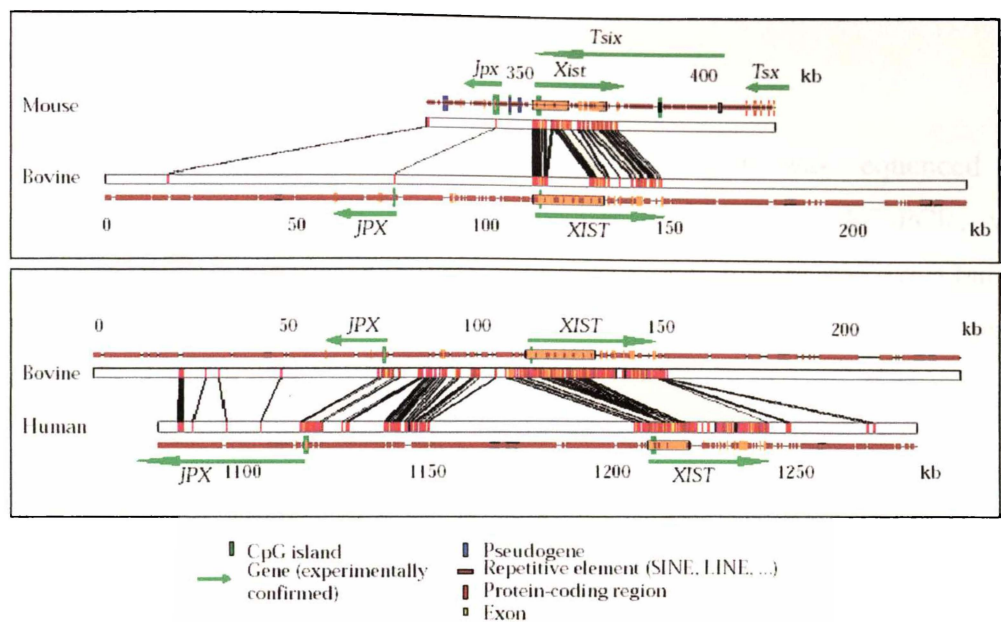 Tsix
Jpx 350 Xist 400 Tsx kb
Mouse
Bovine
JPX XIST
0 50 100 150 200 kb
0 50 JPX 100 XIST 150 200 kb
Bovine
Human
JPX 1100 1150 1200 XIST 1250 kb
CpG island
Gene (experimentally
confirmed)
Pseudogene
Repetitive element (SINE, LINE, ...)
Protein-coding region
Exon